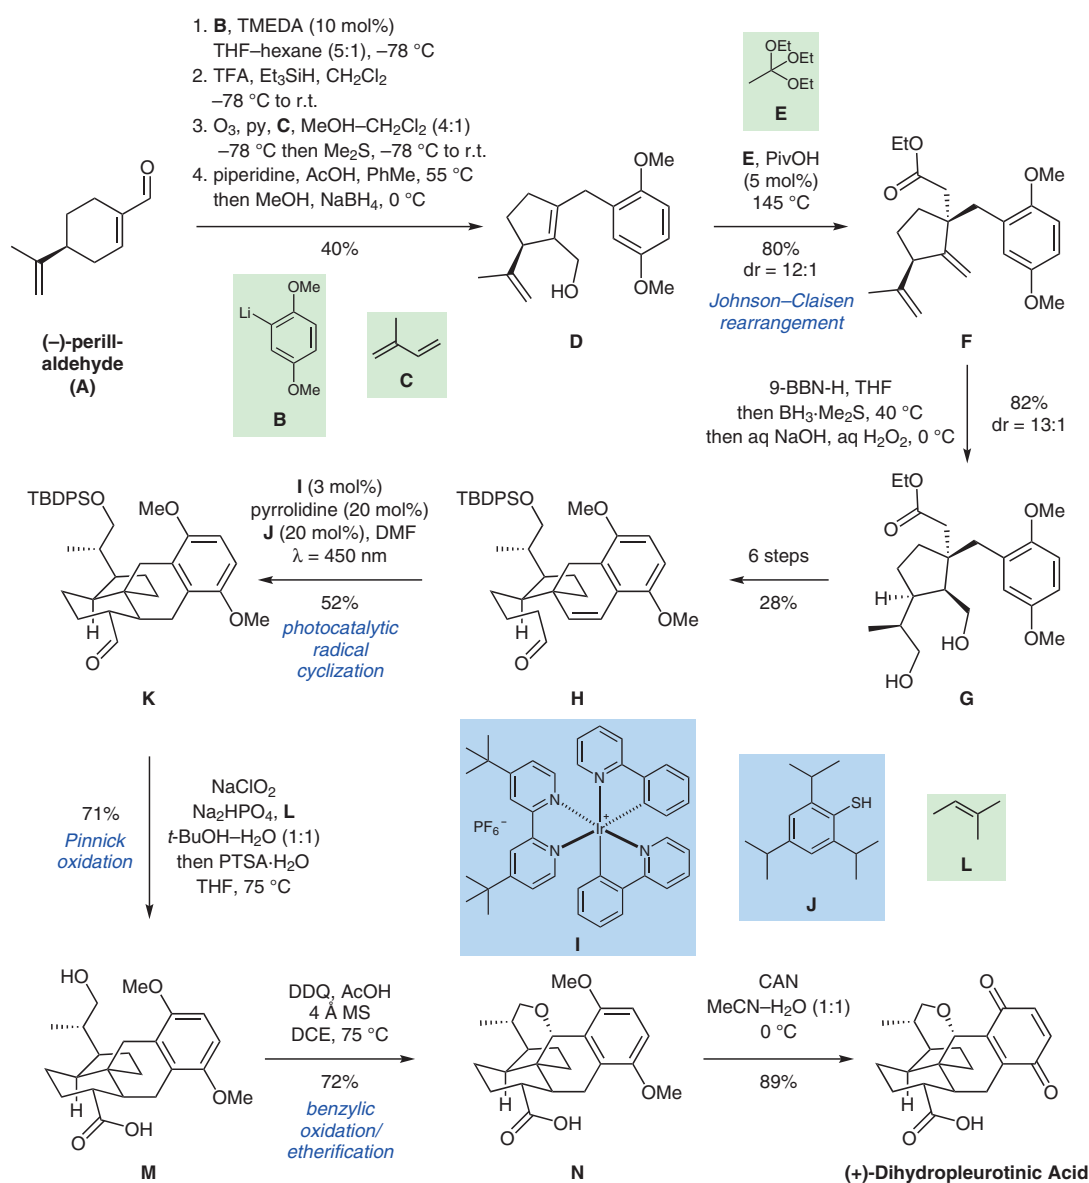 1. B, TMEDA (10 mol%)
THF–hexane (5:1), –78 °C
2. TFA, Et₃SiH, CH₂Cl₂
–78 °C to r.t.
3. O₃, py, C, MeOH–CH₂Cl₂ (4:1)
–78 °C then Me₂S, –78 °C to r.t.
4. piperidine, AcOH, PhMe, 55 °C
then MeOH, NaBH₄, 0 °C
40%
O
(–)-perill-
aldehyde
(A)
Li
OMe
OMe
B
C
OMe
OMe
HO
D
OEt
OEt
OEt
E
E, PivOH
(5 mol%)
145 °C
80%
dr = 12:1
Johnson–Claisen
rearrangement
EtO
O
OMe
OMe
F
9-BBN-H, THF
then BH₃·Me₂S, 40 °C
then aq NaOH, aq H₂O₂, 0 °C
82%
dr = 13:1
EtO
O
OMe
OMe
H
HO
HO
G
6 steps
28%
TBDPSO
MeO
OMe
H
O
H
I (3 mol%)
pyrrolidine (20 mol%)
J (20 mol%), DMF
λ = 450 nm
52%
photocatalytic
radical
cyclization
TBDPSO
MeO
OMe
H
O
K
N
N
N
N
Ir⁺
PF₆⁻
I
SH
J
L
71%
Pinnick
oxidation
NaClO₂
Na₂HPO₄, L
t-BuOH–H₂O (1:1)
then PTSA·H₂O
THF, 75 °C
HO
MeO
OMe
H
O
OH
M
DDQ, AcOH
4 Å MS
DCE, 75 °C
72%
benzylic
oxidation/
etherification
MeO
O
OMe
H
O
OH
N
CAN
MeCN–H₂O (1:1)
0 °C
89%
O
O
O
H
O
OH
(+)-Dihydropleurotinic Acid